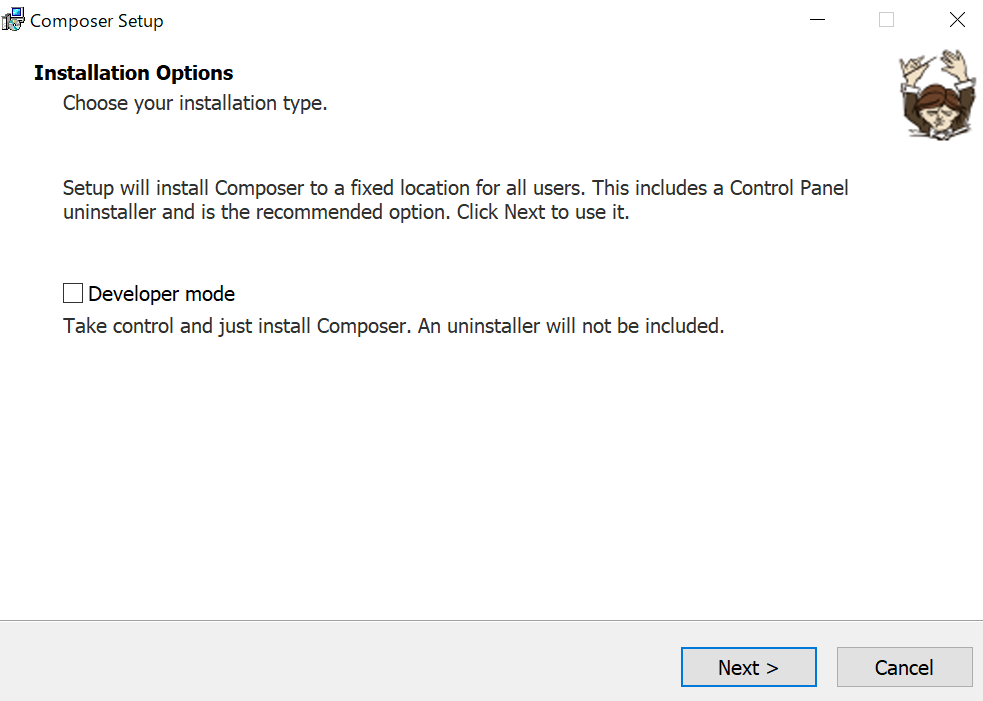 Composer Setup
Installation Options
Choose your installation type.
Setup will install Composer to a fixed location for all users. This includes a Control Panel
uninstaller and is the recommended option. Click Next to use it.
Developer mode
Take control and just install Composer. An uninstaller will not be included.
Next >
Cancel